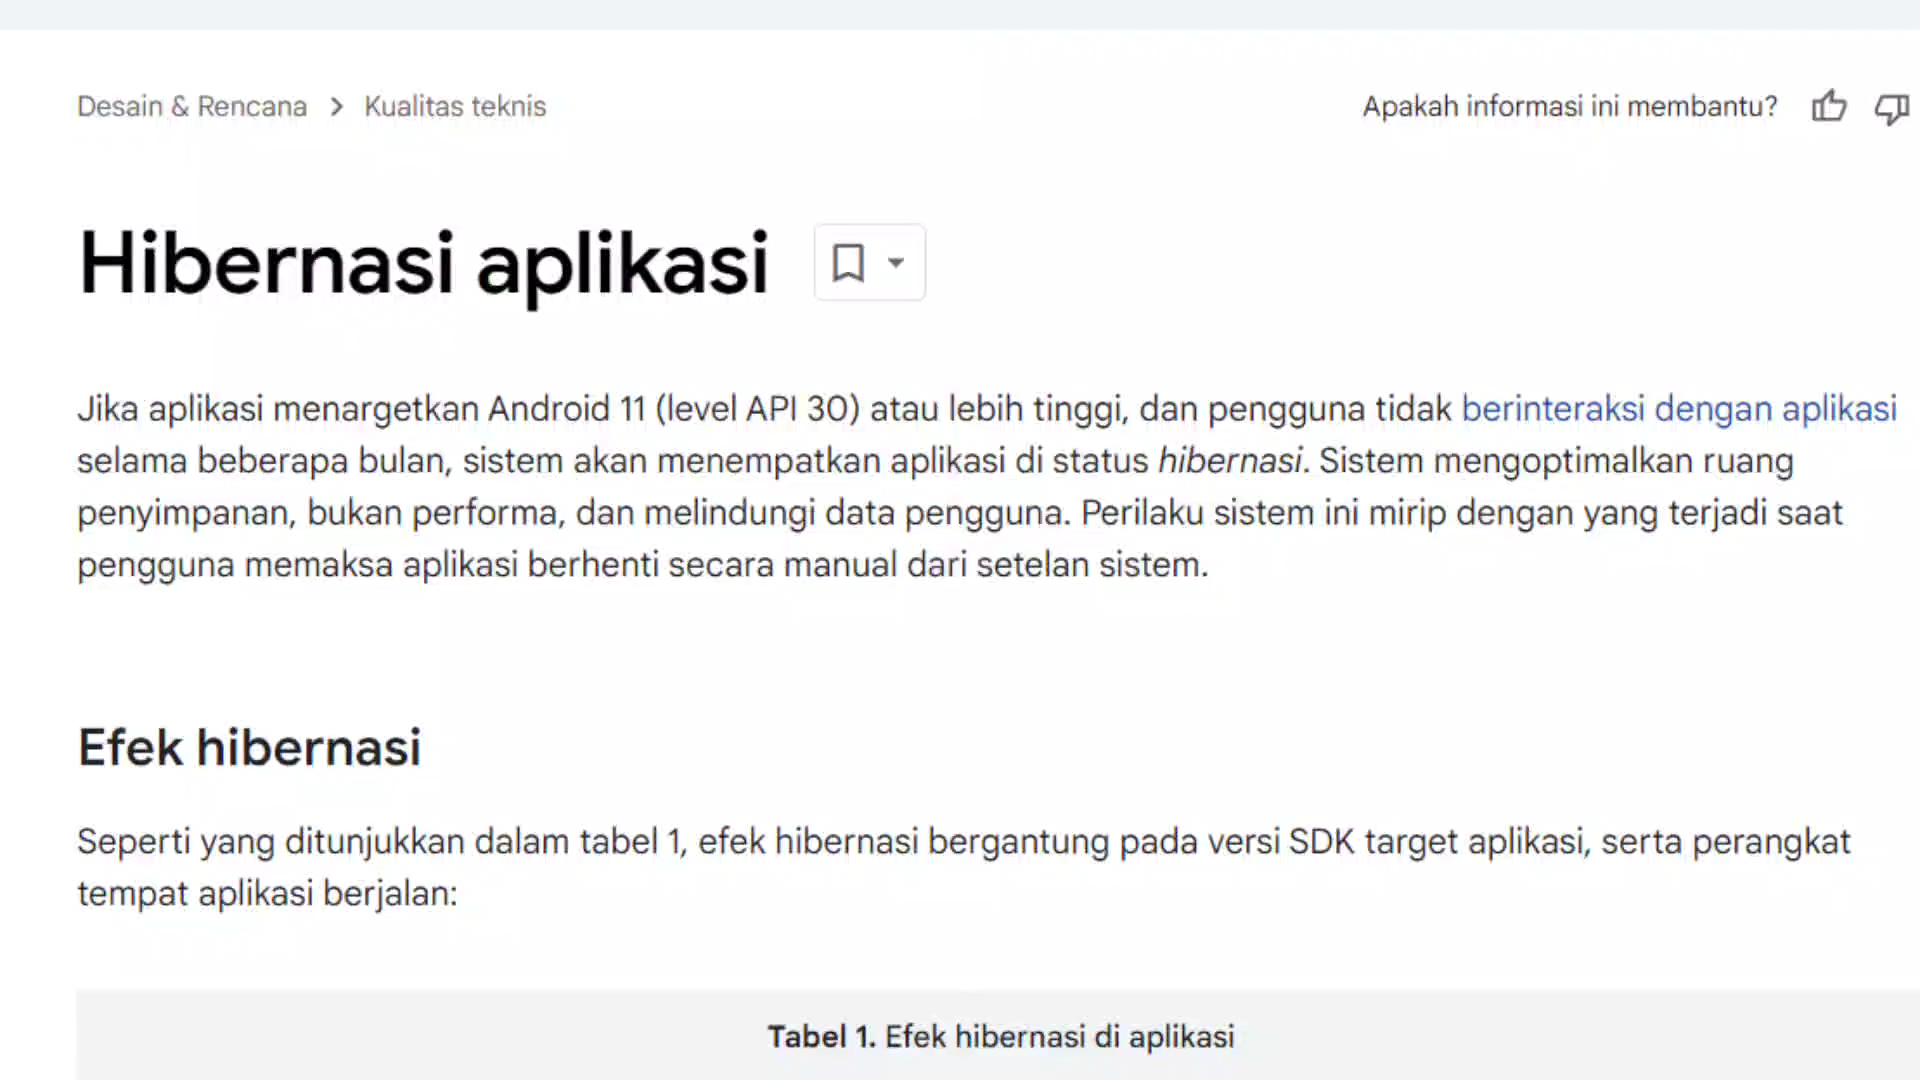 Desain & Rencana > Kualitas teknis
Apakah informasi ini membantu?
Hibernasi aplikasi
Jika aplikasi menargetkan Android 11 (level API 30) atau lebih tinggi, dan pengguna tidak berinteraksi dengan aplikasi
selama beberapa bulan, sistem akan menempatkan aplikasi di status hibernasi. Sistem mengoptimalkan ruang
penyimpanan, bukan performa, dan melindungi data pengguna. Perilaku sistem ini mirip dengan yang terjadi saat
pengguna memaksa aplikasi berhenti secara manual dari setelan sistem.
Efek hibernasi
Seperti yang ditunjukkan dalam tabel 1, efek hibernasi bergantung pada versi SDK target aplikasi, serta perangkat
tempat aplikasi berjalan:
Tabel 1. Efek hibernasi di aplikasi